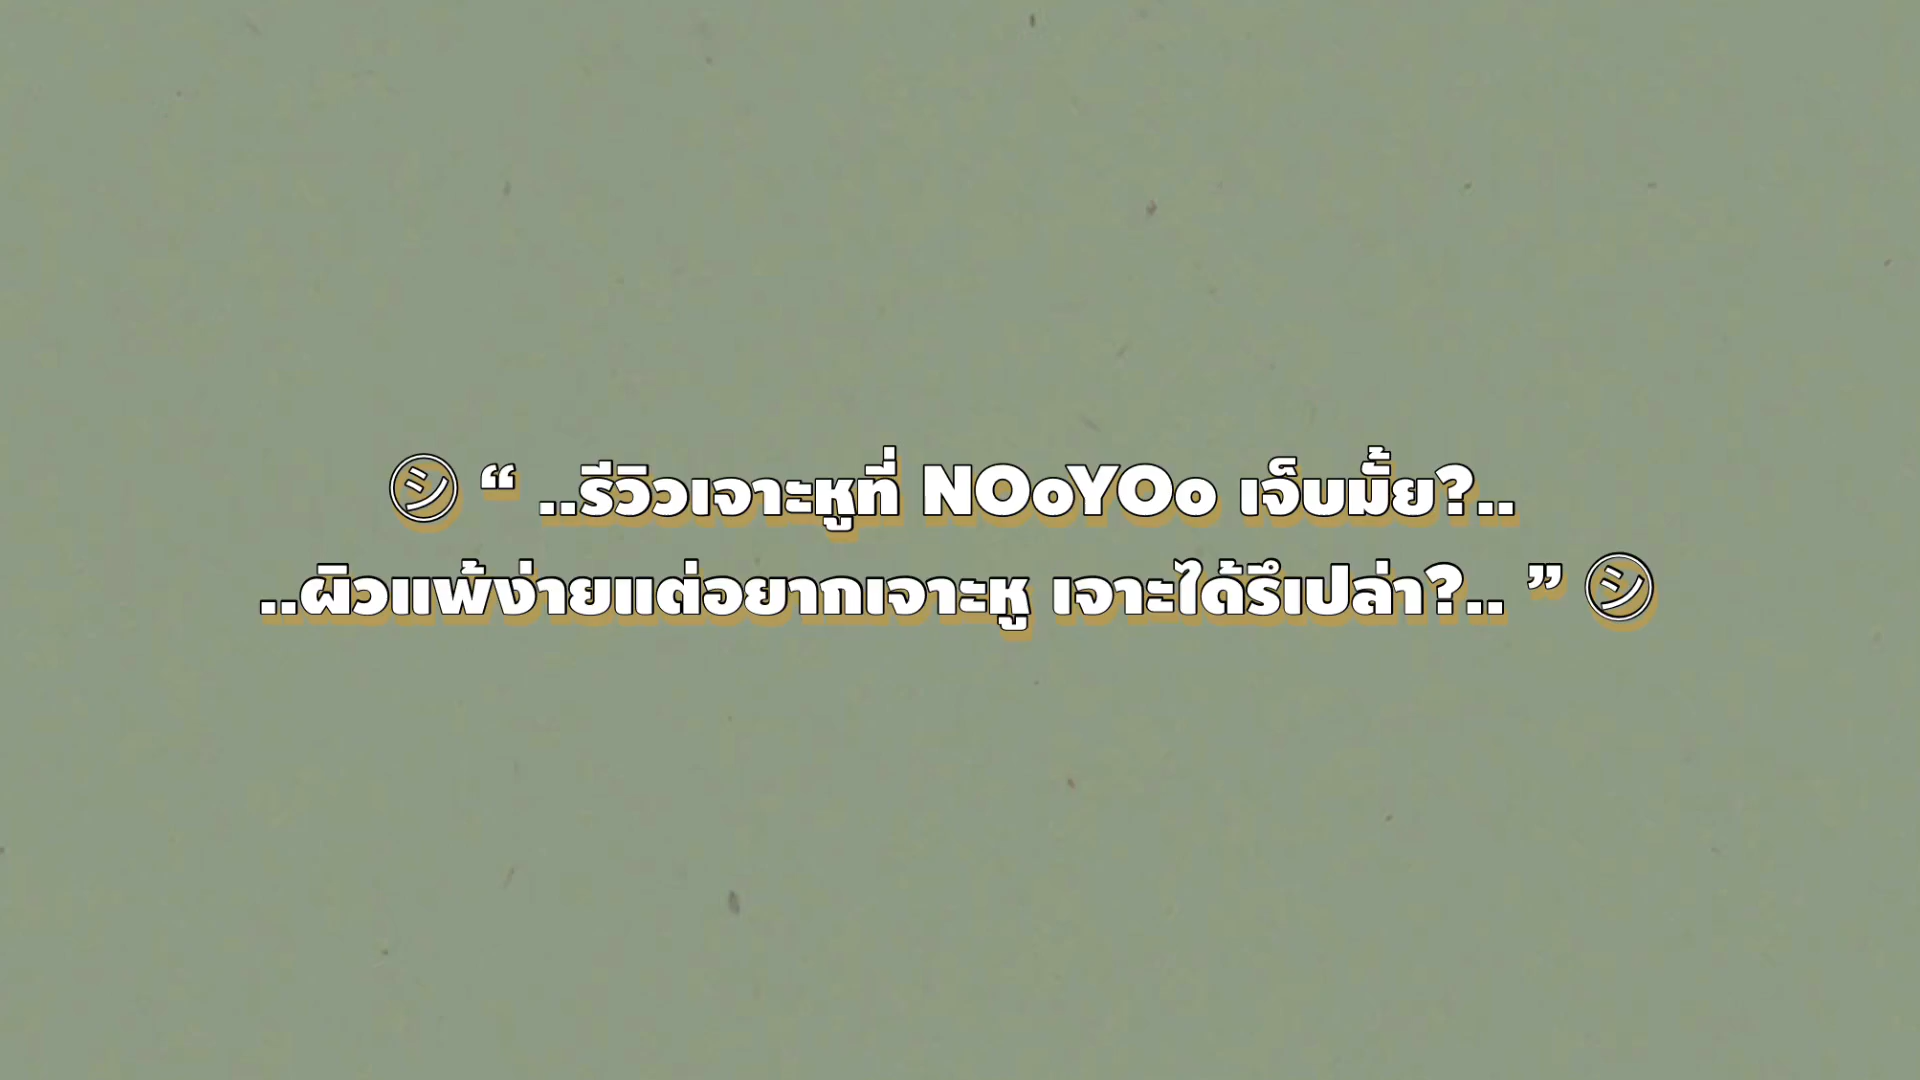 ㋛ “ ..รีวิวเจาะหูที่ NOoYOo เจ็บมั้ย?..
..ผิวแพ้ง่ายแต่อยากเจาะหู เจาะได้รึเปล่า?.. ” ㋛